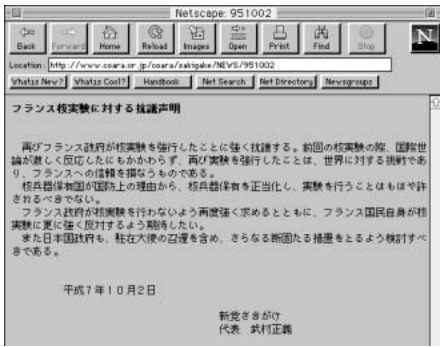 Netscape: 951002
Back Forward Home Reload Images Open Print Find Stop
N
Location: http://www.coara.or.jp/coara/sakigake/NEWS/951002
What's New? What's Cool? Handbook Net Search Net Directory Newsgroups
フランス核実験に対する抗議声明
再びフランス政府が核実験を強行したことに強く抗議する。前回の核実験の際、国際世
論が激しく反応したにもかかわらず、再び実験を強行したことは、世界に対する挑戦であ
り、フランスへの信頼を損なうものである。
核兵器保有国が国防上の理由から、核兵器保有を正当化し、実験を行うことはもはや許
されるべきでない。
フランス政府が核実験を行わないよう再度強く求めるとともに、フランス国民自身が核
実験に更に強く反対するよう期待したい。
また日本国政府も、駐在大使の召還を含め、さらなる断固たる措置をとるよう検討すべ
きである。
平成7年10月2日
新党さきがけ
代表 武村正義